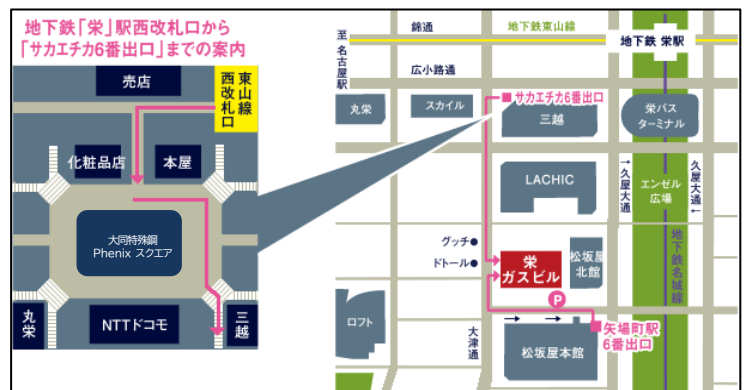 地下鉄「栄」駅西改札口から
「サカエチカ6番出口」までの案内
売店
東山線
西改札口
化粧品店
本屋
大同特殊鋼
Phenix スクエア
丸栄
NTTドコモ
三越
至 名古屋駅
錦通
地下鉄東山線
地下鉄 栄駅
広小路通
丸栄
スカイル
サカエチカ6番出口
三越
栄バス
ターミナル
LACHIC
→久屋大通
エンゼル
広場
久屋大通←
グッチ
ドトール
栄
ガスビル
松坂屋
北館
地下鉄名城線
P
ロフト
大津通
→ →
松坂屋本館
矢場町駅
6番出口